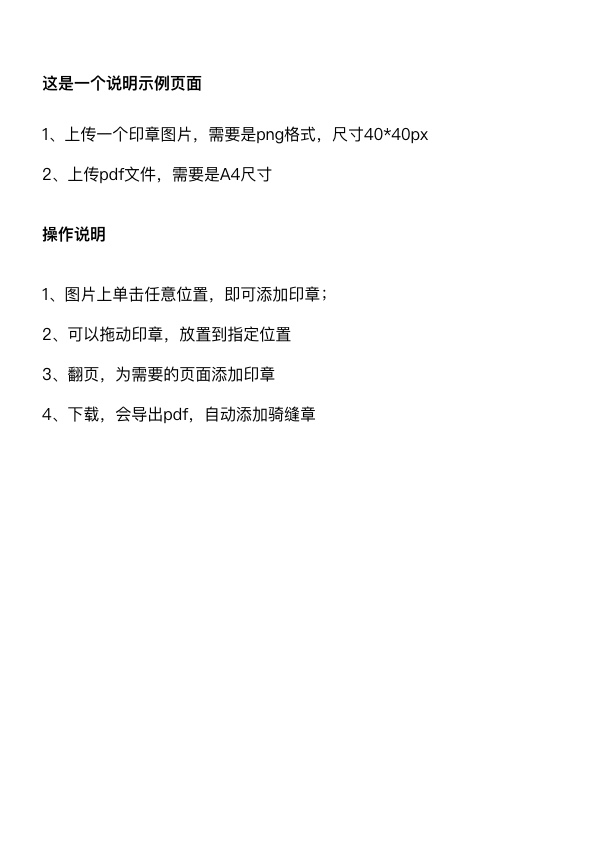 这是一个说明示例页面
1、上传一个印章图片，需要是png格式，尺寸40*40px
2、上传pdf文件，需要是A4尺寸
操作说明
1、图片上单击任意位置，即可添加印章；
2、可以拖动印章，放置到指定位置
3、翻页，为需要的页面添加印章
4、下载，会导出pdf，自动添加骑缝章